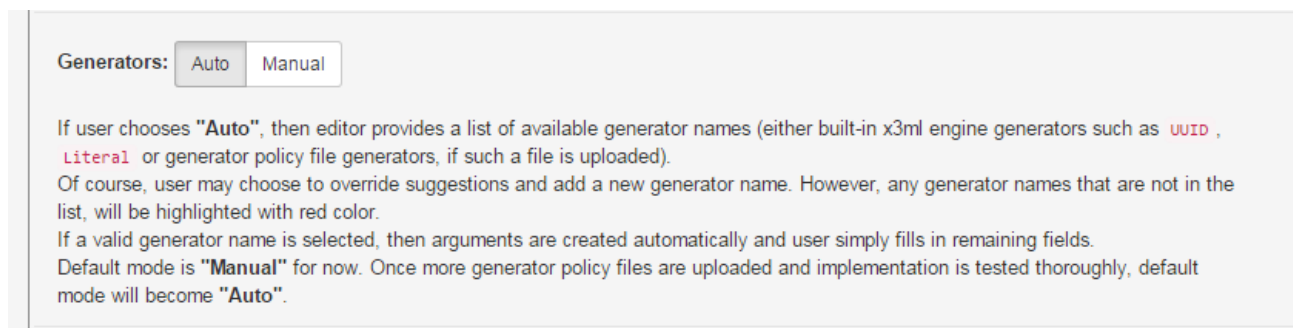 Generators: Auto Manual
If user chooses "Auto", then editor provides a list of available generator names (either built-in x3ml engine generators such as UUID ,
Literal or generator policy file generators, if such a file is uploaded).
Of course, user may choose to override suggestions and add a new generator name. However, any generator names that are not in the
list, will be highlighted with red color.
If a valid generator name is selected, then arguments are created automatically and user simply fills in remaining fields.
Default mode is "Manual" for now. Once more generator policy files are uploaded and implementation is tested thoroughly, default
mode will become "Auto".